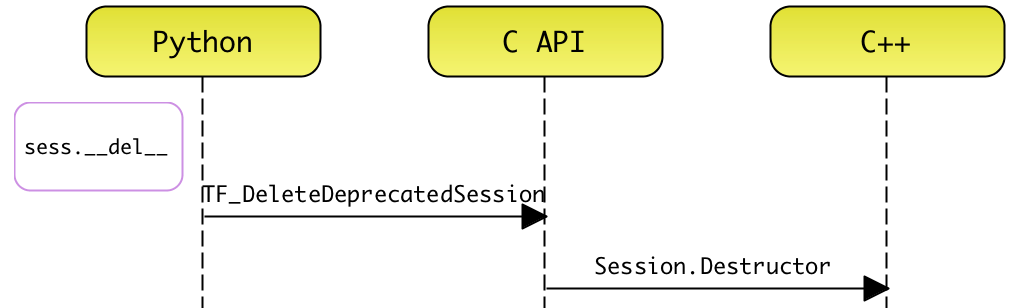 Python
C API
C++
sess.__del__
TF_DeleteDeprecatedSession
Session.Destructor